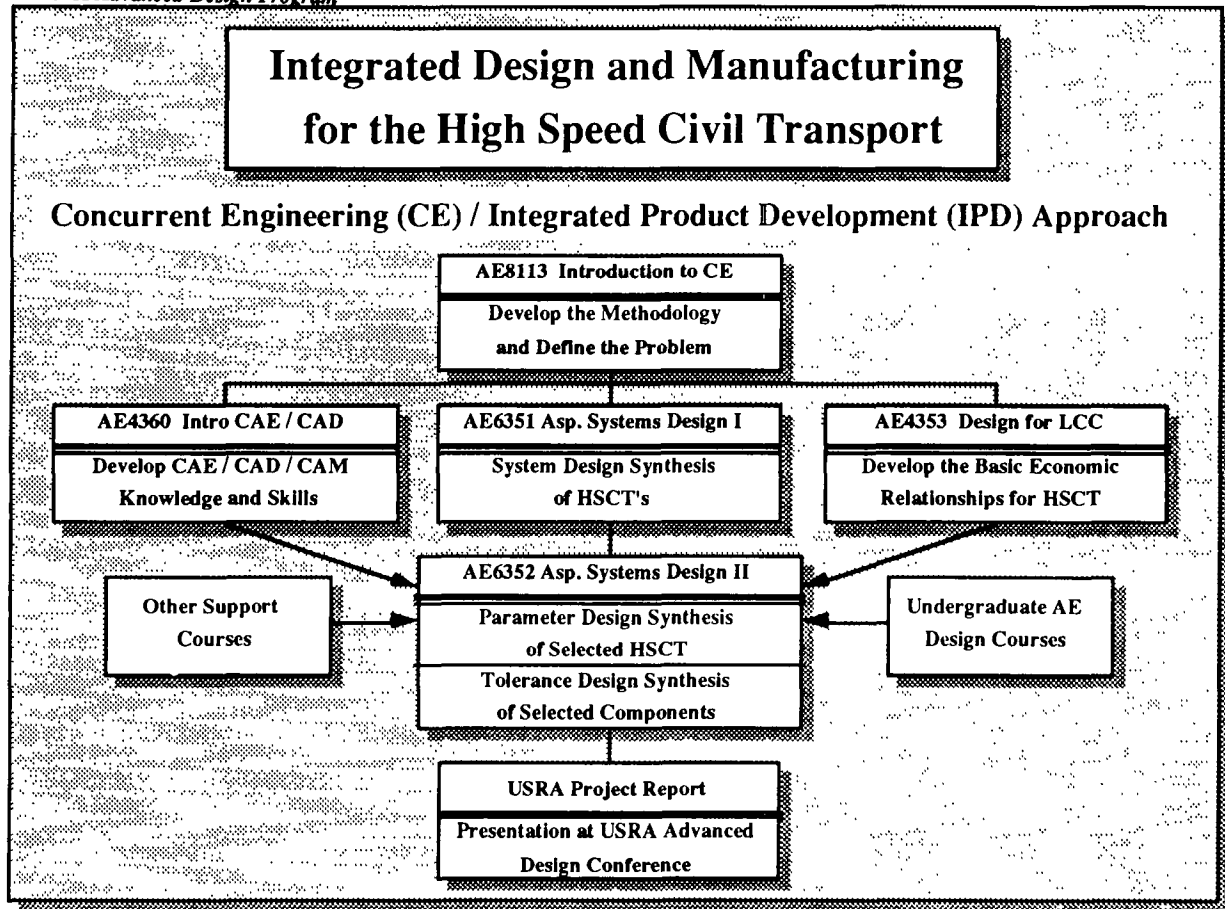 Advanced Design Program
Integrated Design and Manufacturing
for the High Speed Civil Transport
Concurrent Engineering (CE) / Integrated Product Development (IPD) Approach
AE8113 Introduction to CE
Develop the Methodology
and Define the Problem
AE4360 Intro CAE / CAD
Develop CAE / CAD / CAM
Knowledge and Skills
AE6351 Asp. Systems Design I
System Design Synthesis
of HSCT's
AE4353 Design for LCC
Develop the Basic Economic
Relationships for HSCT
Other Support
Courses
AE6352 Asp. Systems Design II
Parameter Design Synthesis
of Selected HSCT
Tolerance Design Synthesis
of Selected Components
Undergraduate AE
Design Courses
USRA Project Report
Presentation at USRA Advanced
Design Conference